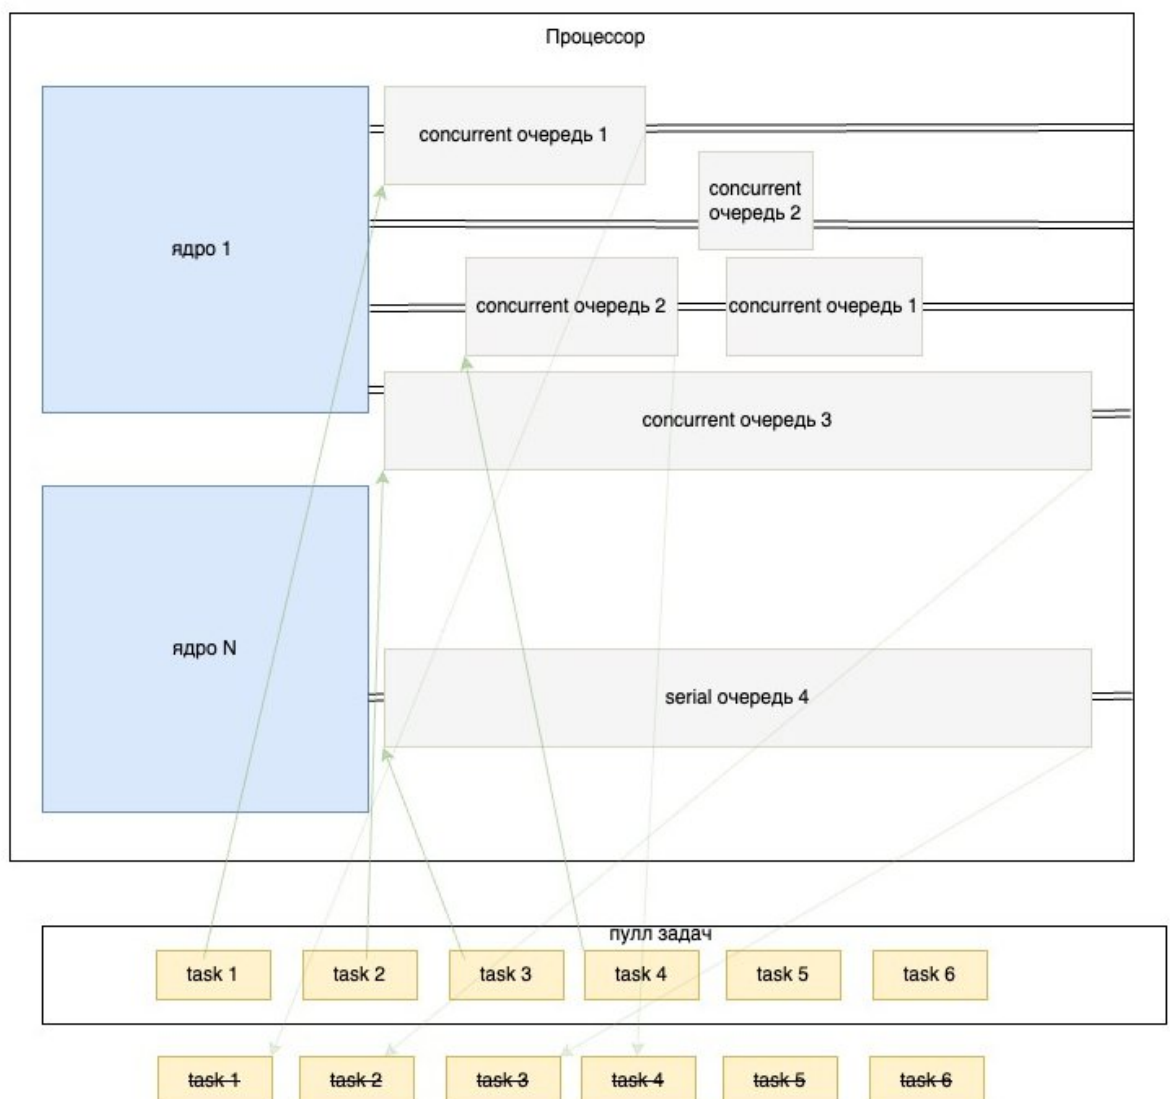 Процессор
ядро 1
concurrent очередь 1
concurrent
очередь 2
concurrent очередь 2
concurrent очередь 1
concurrent очередь 3
ядро N
serial очередь 4
пулл задач
task 1
task 2
task 3
task 4
task 5
task 6
task 1
task 2
task 3
task 4
task 5
task 6